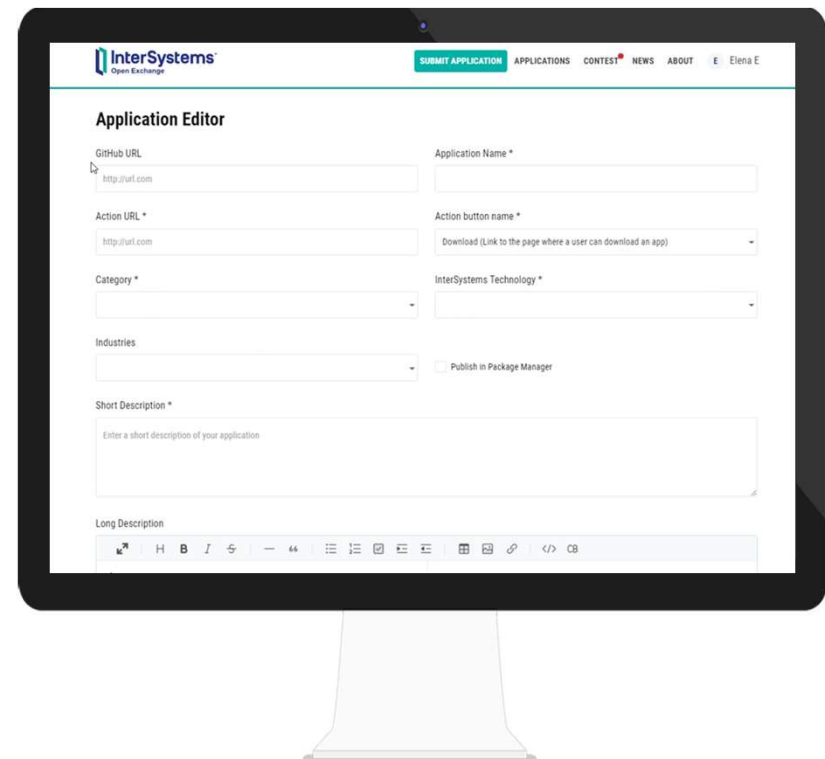 InterSystems
Open Exchange
SUBMIT APPLICATION APPLICATIONS CONTEST NEWS ABOUT E Elena E
Application Editor
GitHub URL Application Name *
http://url.com
Action URL * Action button name *
http://url.com Download (Link to the page where a user can download an app)
Category * InterSystems Technology *
Industries
Publish in Package Manager
Short Description *
Enter a short description of your application
Long Description
H B I S — “ </> CB